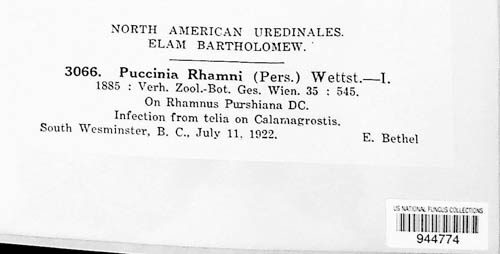 NORTH AMERICAN UREDINALES.
ELAM BARTHOLOMEW.
3066. Puccinia Rhamni (Pers.) Wettst.—I.
1885 : Verh. Zool.-Bot. Ges. Wien. 35 : 545.
On Rhamnus Purshiana DC.
Infection from telia on Calamagrostis.
South Wesminster, B. C., July 11, 1922. E. Bethel
US NATIONAL FUNGUS COLLECTIONS
944774